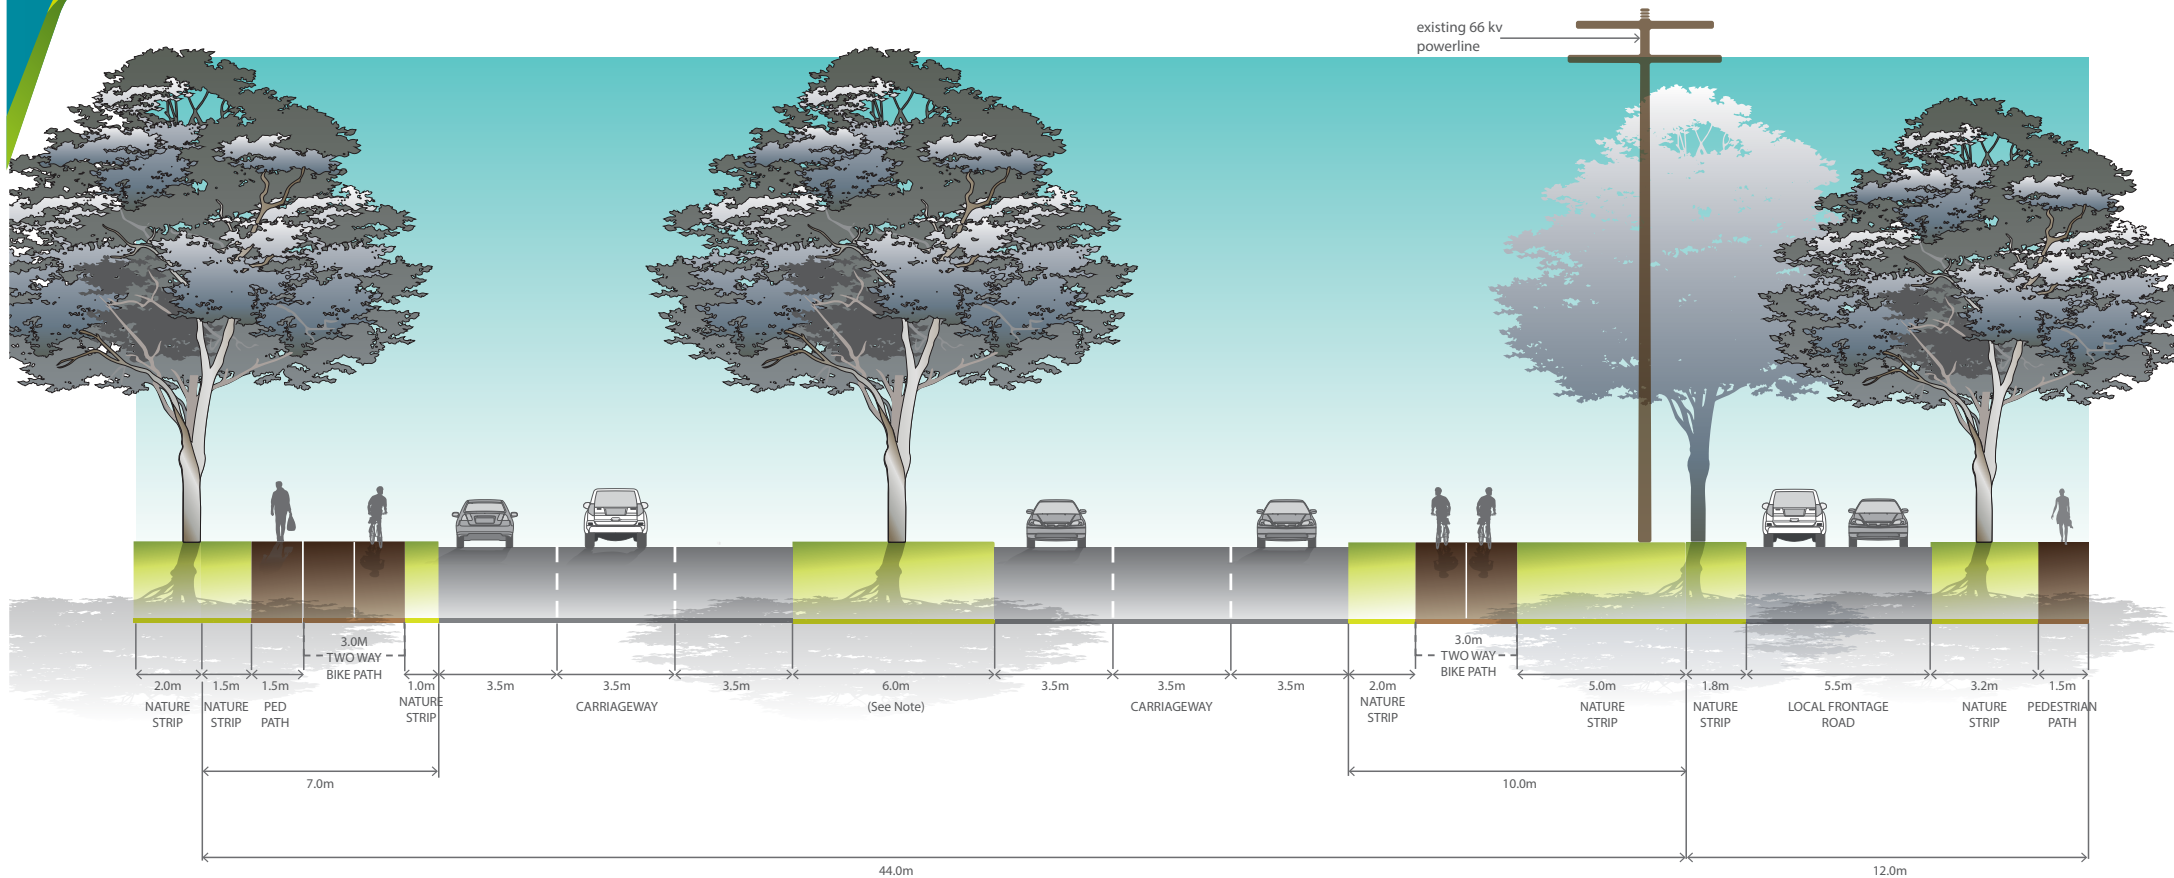 existing 66 kv
powerline
3.0M
TWO WAY
BIKE PATH
3.0m
TWO WAY
BIKE PATH
2.0m
NATURE
STRIP
1.5m
NATURE
STRIP
1.5m
PED
PATH
1.0m
NATURE
STRIP
3.5m
3.5m
CARRIAGEWAY
3.5m
6.0m
(See Note)
3.5m
3.5m
CARRIAGEWAY
3.5m
2.0m
NATURE
STRIP
5.0m
NATURE
STRIP
1.8m
NATURE
STRIP
5.5m
LOCAL FRONTAGE
ROAD
3.2m
NATURE
STRIP
1.5m
PEDESTRIAN
PATH
7.0m
10.0m
44.0m
12.0m